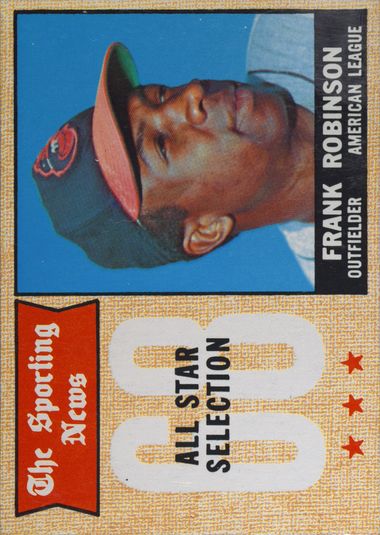 The Sporting
News
68
ALL STAR
SELECTION
FRANK ROBINSON
OUTFIELDER AMERICAN LEAGUE